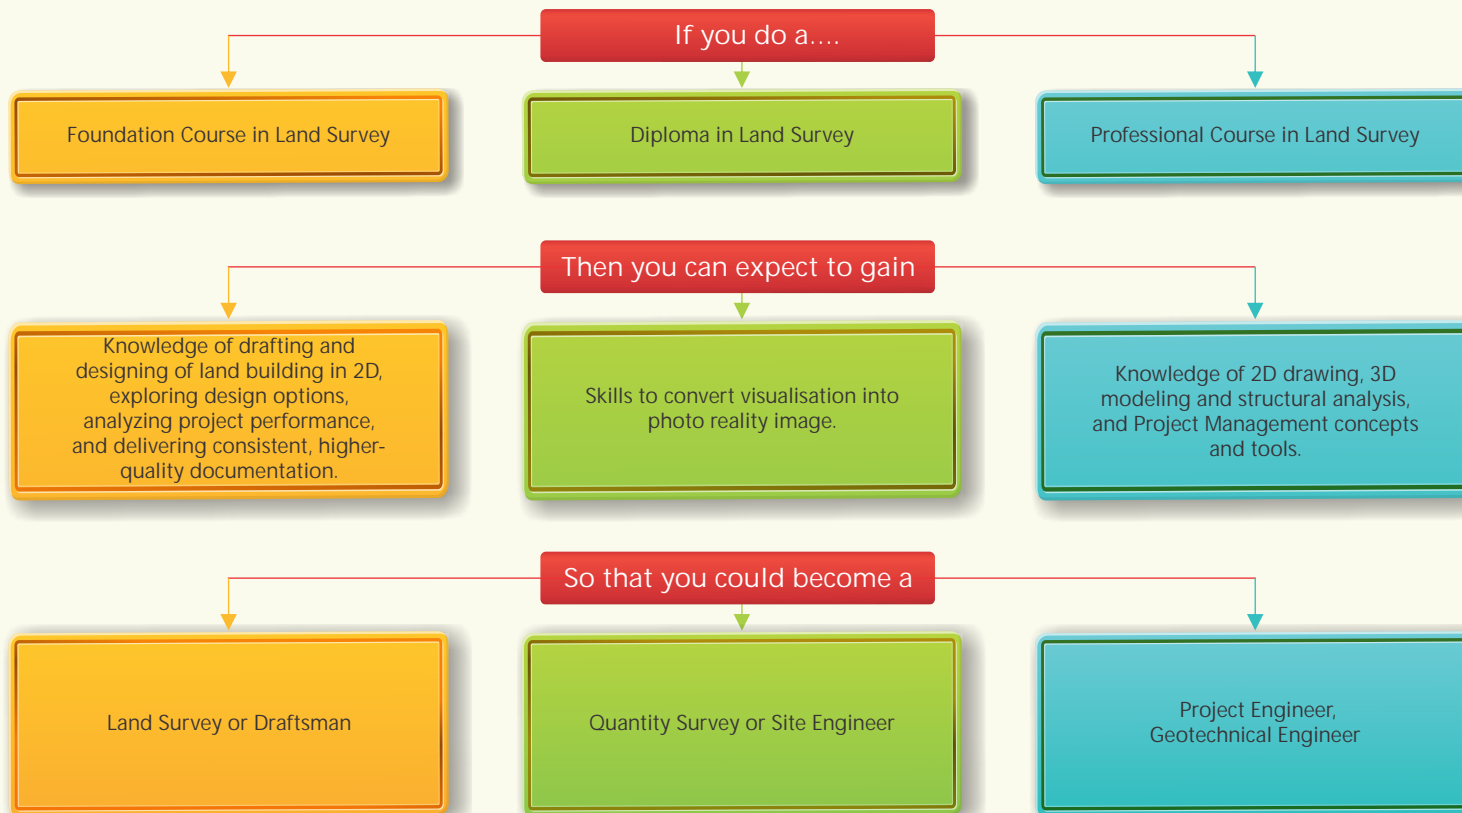 If you do a....
Foundation Course in Land Survey
Diploma in Land Survey
Professional Course in Land Survey
Then you can expect to gain
Knowledge of drafting and
designing of land building in 2D,
exploring design options,
analyzing project performance,
and delivering consistent, higher-
quality documentation.
Skills to convert visualisation into
photo reality image.
Knowledge of 2D drawing, 3D
modeling and structural analysis,
and Project Management concepts
and tools.
So that you could become a
Land Survey or Draftsman
Quantity Survey or Site Engineer
Project Engineer,
Geotechnical Engineer